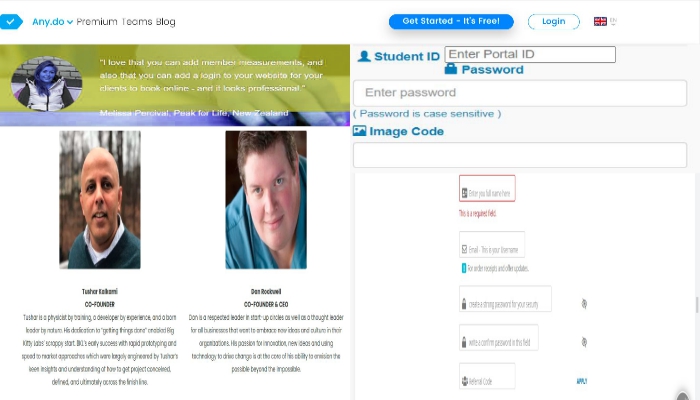 Any.do Premium Teams Blog Get Started - It's Free! Login EN
"I love that you can add member measurements, and
also that you can add a login to your website for your
clients to book online - and it looks professional."
Melissa Percival, Peak for Life, New Zealand
Student ID Enter Portal ID
Password
Enter password
( Password is case sensitive )
Image Code
Tushar Kulkarni
CO-FOUNDER
Tushar is a physicist by training, a developer by experience, and a born
leader by nature. His dedication to "getting things done" enabled Big
Kitty Labs' scrappy start. BKL's early success with rapid prototyping and
speed to market approaches which were largely engineered by Tushar's
keen insights and understanding of how to get project conceived,
defined, and ultimately across the finish line.
Dan Rockwell
CO-FOUNDER & CEO
Dan is a respected leader in start-up circles as well as a thought leader
for all businesses that want to embrace new ideas and culture in their
organizations. His passion for innovation, new ideas and using
technology to drive change is at the core of his ability to envision the
possible beyond the impossible.
Enter you full name here
This is a required field.
Email - This is your Username
For order receipts and offer updates.
create a strong password for your security
write a confirm password in this field
Referral Code APPLY